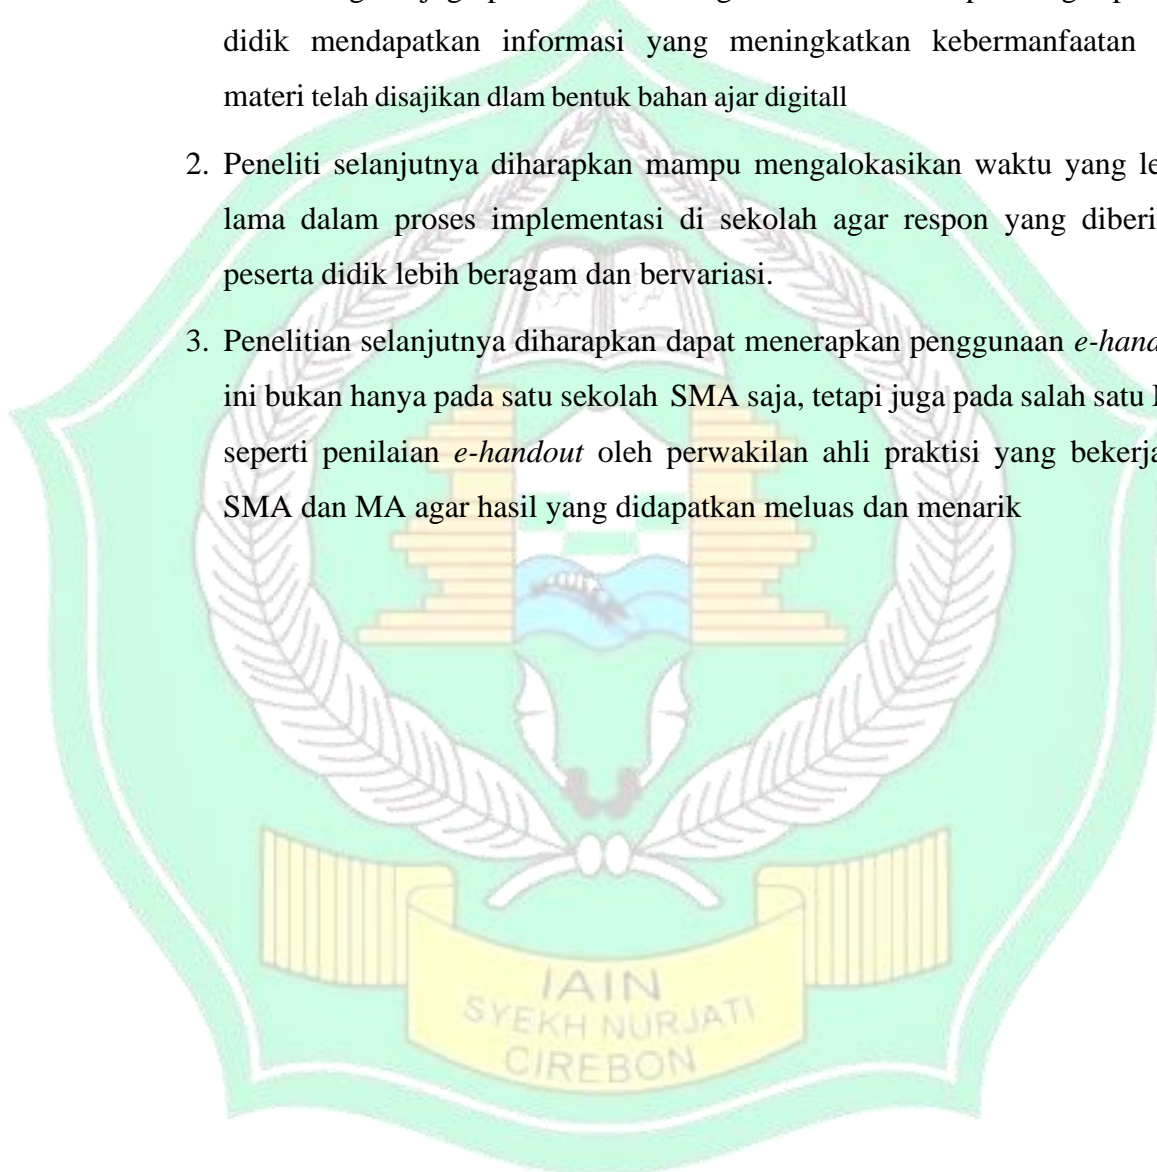 didik mendapatkan informasi yang meningkatkan kebermanfaatan
materi telah disajikan dlam bentuk bahan ajar digitall
2. Peneliti selanjutnya diharapkan mampu mengalokasikan waktu yang le
lama dalam proses implementasi di sekolah agar respon yang diberi
peserta didik lebih beragam dan bervariasi.
3. Penelitian selanjutnya diharapkan dapat menerapkan penggunaan e-hand
ini bukan hanya pada satu sekolah SMA saja, tetapi juga pada salah satu
seperti penilaian e-handout oleh perwakilan ahli praktisi yang bekerja
SMA dan MA agar hasil yang didapatkan meluas dan menarik
IAIN
SYEKH NURJATI
CIREBON